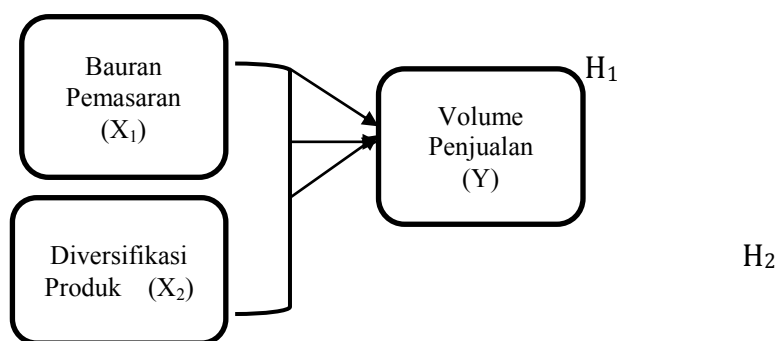 Bauran
Pemasaran
(X₁)
H₁
Volume
Penjualan
(Y)
Diversifikasi
Produk (X₂)
H₂